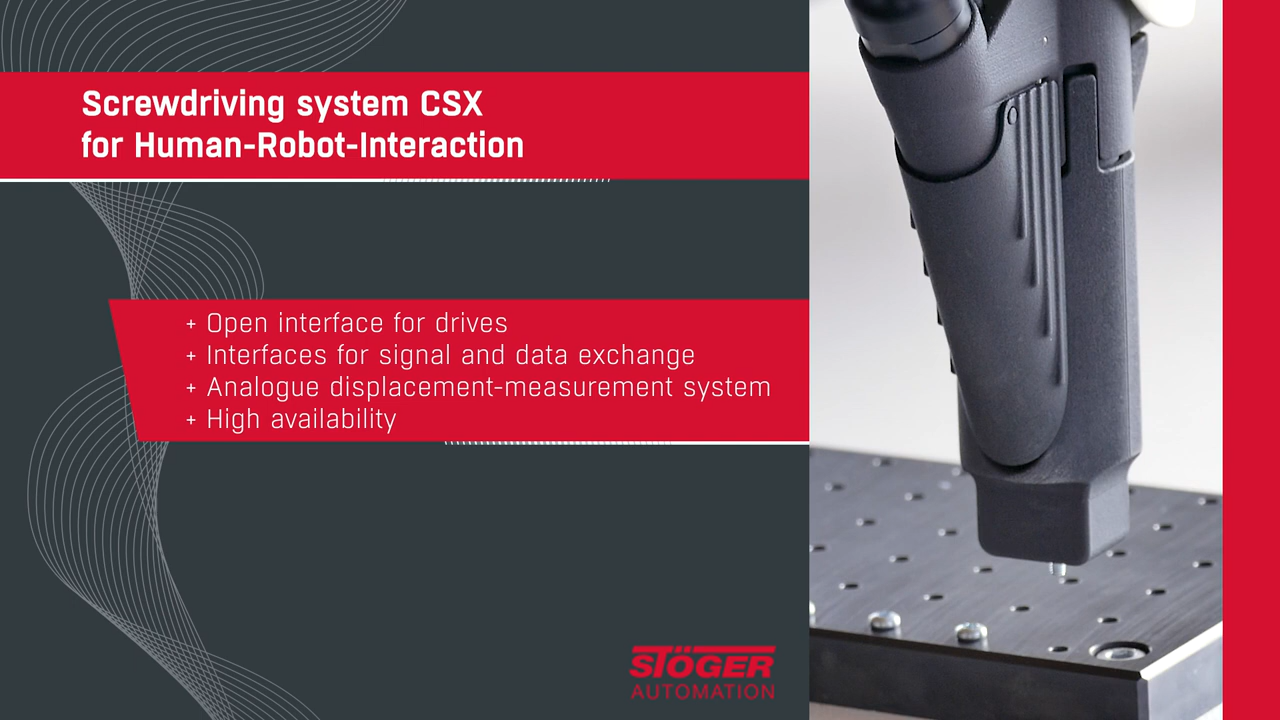 Screwdriving system CSX
for Human-Robot-Interaction
+ Open interface for drives
+ Interfaces for signal and data exchange
+ Analogue displacement-measurement system
+ High availability
STÖGER
AUTOMATION